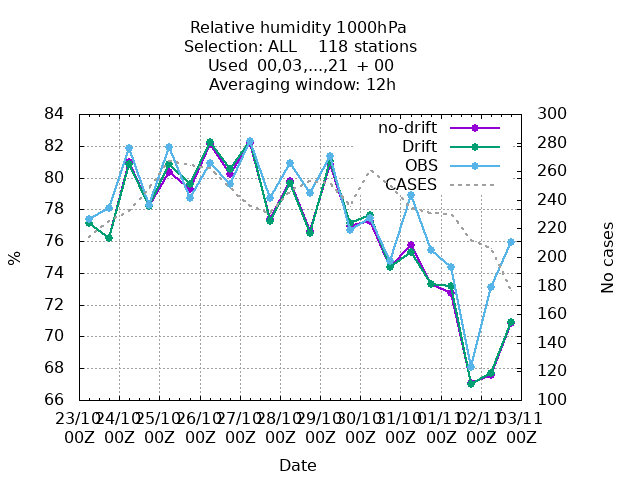 Relative humidity 1000hPa
Selection: ALL    118 stations
Used  00,03,...,21  + 00
Averaging window: 12h
no-drift
Drift
OBS
CASES
84
82
80
78
76
74
72
70
68
66
300
280
260
240
220
200
180
160
140
120
100
%
No cases
23/10 24/10 25/10 26/10 27/10 28/10 29/10 30/10 31/10 01/11 02/11 03/11
00Z 00Z 00Z 00Z 00Z 00Z 00Z 00Z 00Z 00Z 00Z 00Z
Date